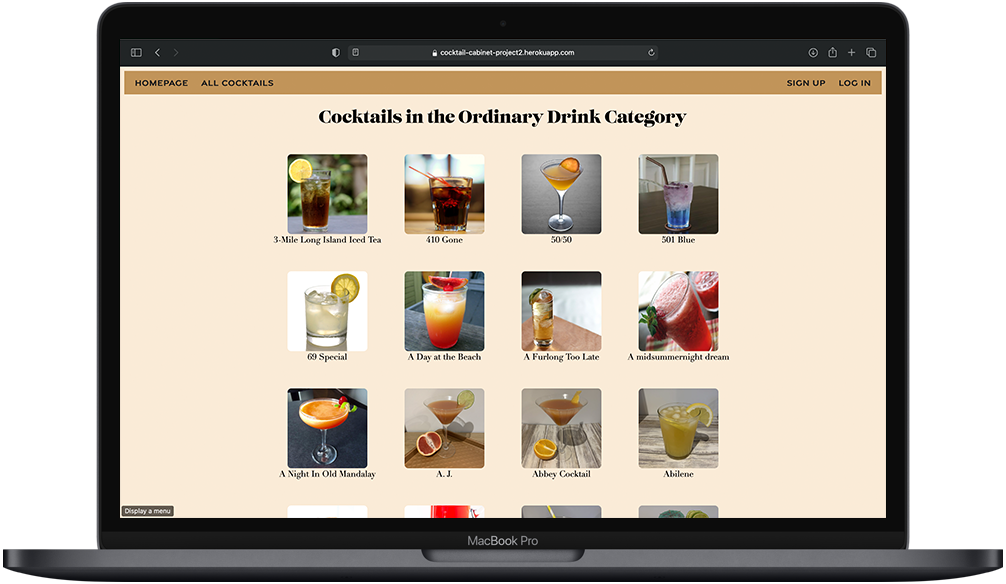 cocktail-cabinet-project2.herokuapp.com
HOMEPAGE ALL COCKTAILS SIGN UP LOG IN
Cocktails in the Ordinary Drink Category
3-Mile Long Island Iced Tea 410 Gone 50/50 501 Blue
69 Special A Day at the Beach A Furlong Too Late A midsummernight dream
A Night In Old Mandalay A. J. Abbey Cocktail Abilene
Display a menu
MacBook Pro